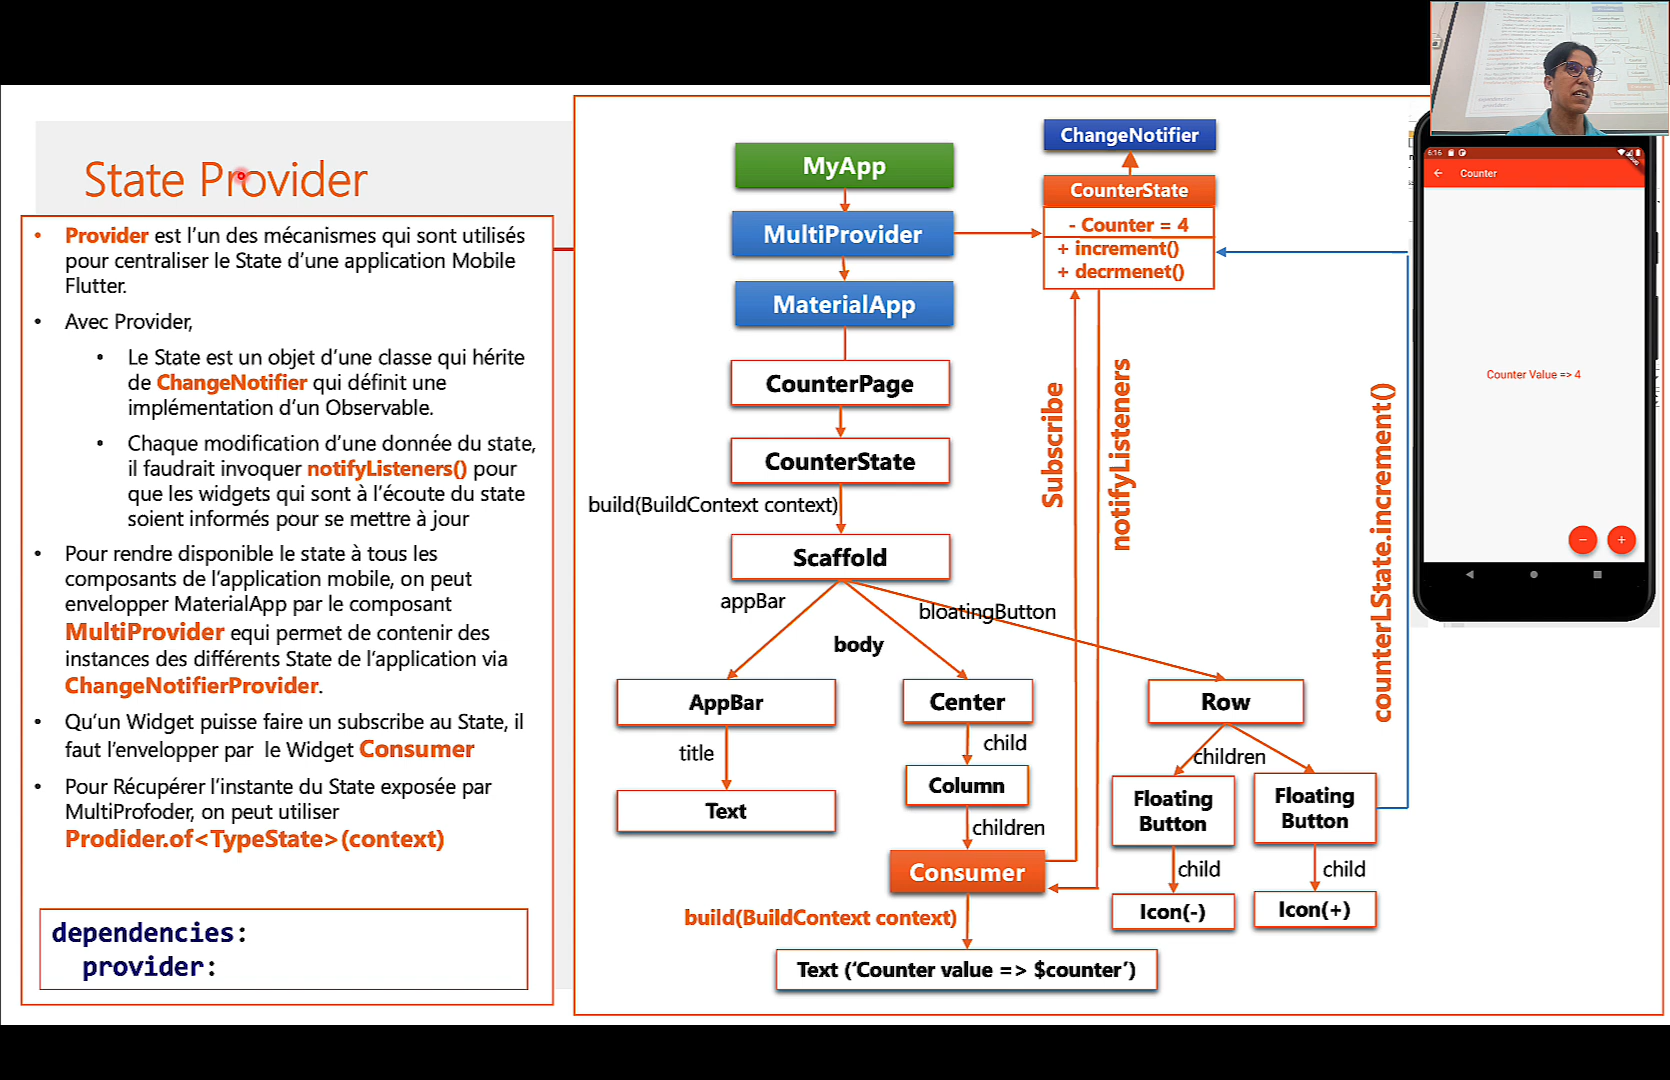 State Provider
• Provider est l'un des mécanismes qui sont utilisés
pour centraliser le State d'une application Mobile
Flutter.
• Avec Provider,
• Le State est un objet d'une classe qui hérite
de ChangeNotifier qui définit une
implémentation d'un Observable.
• Chaque modification d'une donnée du state,
il faudrait invoquer notifyListeners() pour
que les widgets qui sont à l'écoute du state
soient informés pour se mettre à jour
• Pour rendre disponible le state à tous les
composants de l'application mobile, on peut
envelopper MaterialApp par le composant
MultiProvider equi permet de contenir des
instances des différents State de l'application via
ChangeNotifierProvider.
• Qu'un Widget puisse faire un subscribe au State, il
faut l'envelopper par le Widget Consumer
• Pour Récupérer l'instante du State exposée par
MultiProfoder, on peut utiliser
Prodider.of<TypeState>(context)
dependencies:
provider:
MyApp
MultiProvider
MaterialApp
CounterPage
CounterState
build(BuildContext context)
Scaffold
appBar
body
bloatingButton
AppBar
title
Text
Center
child
Column
children
Consumer
build(BuildContext context)
Text ('Counter value => $counter')
Row
children
Floating
Button
Floating
Button
child
child
Icon(-)
Icon(+)
ChangeNotifier
CounterState
- Counter = 4
+ increment()
+ decrmenet()
Subscribe
notifyListeners
counterLState.increment()
6:16
Counter
Counter Value => 4
−
+